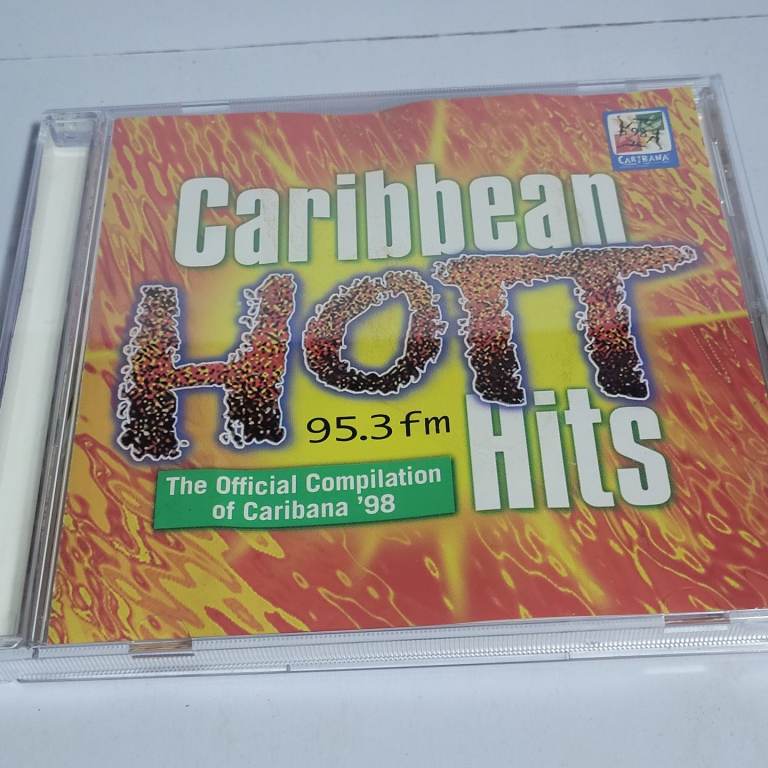 CARIBANA
Caribbean
HOTT
95.3 fm
Hits
The Official Compilation
of Caribana '98